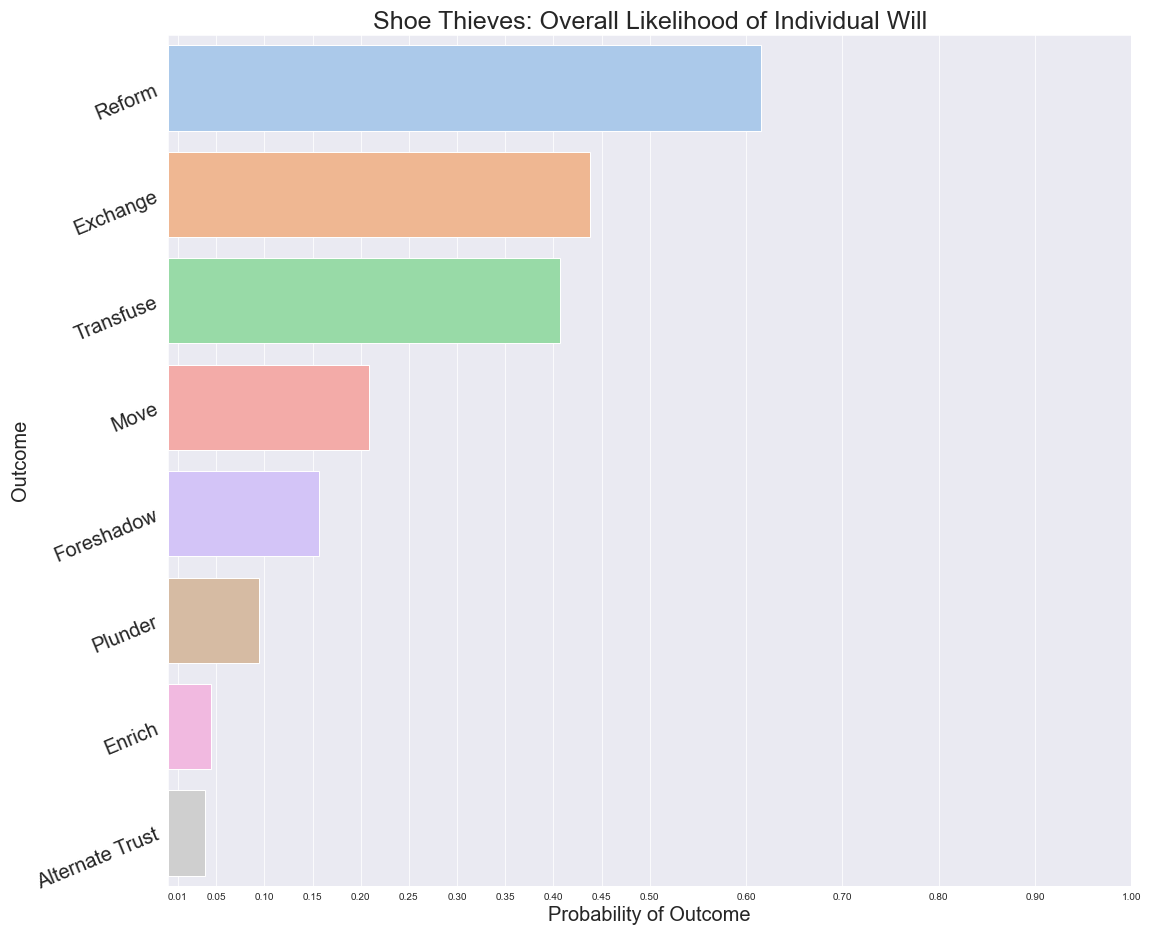 Shoe Thieves: Overall Likelihood of Individual Will
Reform
Exchange
Transfuse
Move
Foreshadow
Plunder
Enrich
Alternate Trust
Outcome
0.01 0.05 0.10 0.15 0.20 0.25 0.30 0.35 0.40 0.45 0.50 0.60 0.70 0.80 0.90 1.00
Probability of Outcome